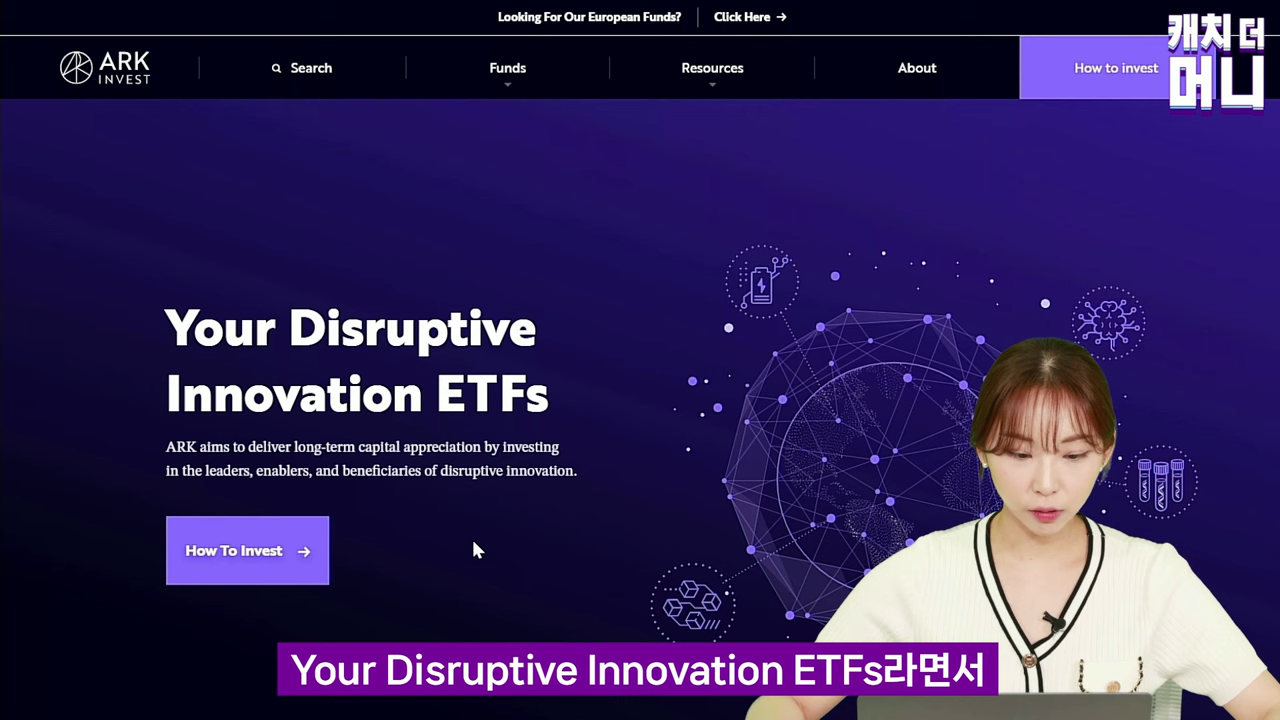 Looking For Our European Funds?
Click Here →
ARK
INVEST
Search
Funds
Resources
About
How to invest
캐치 더
머니
Your Disruptive
Innovation ETFs
ARK aims to deliver long-term capital appreciation by investing
in the leaders, enablers, and beneficiaries of disruptive innovation.
How To Invest →
Your Disruptive Innovation ETFs라면서